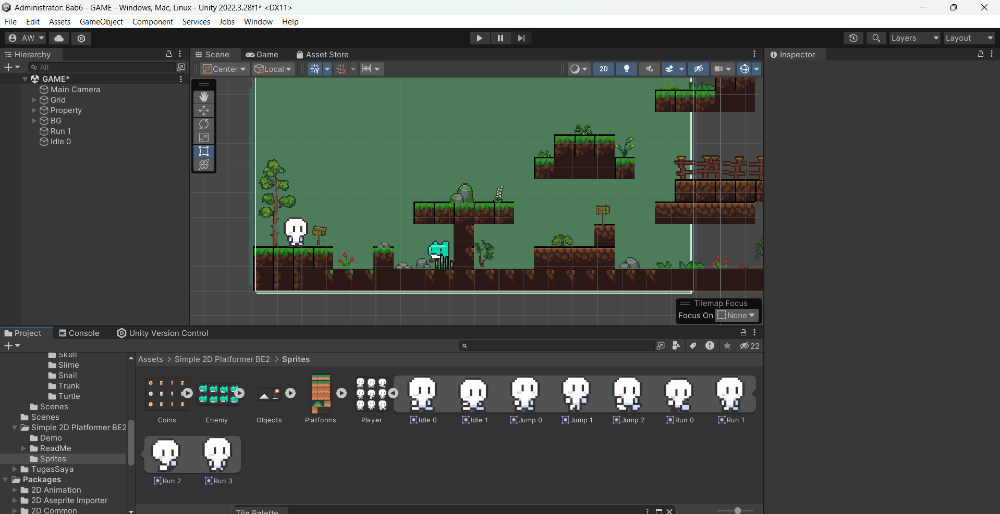 Administrator: Bab6 - GAME - Windows, Mac, Linux - Unity 2022.3.28f1* <DX11>
File Edit Assets GameObject Component Services Jobs Window Help
AW Layers Layout
Hierarchy Scene Game Asset Store Inspector
All Center Local 2D
GAME*
Main Camera
Grid
Property
BG
Run 1
Idle 0
Tilemap Focus
Focus On None
Project Console Unity Version Control
22
Assets > Simple 2D Platformer BE2 > Sprites
Skull
Slime
Snail
Trunk
Turtle
Scenes
Scenes
Simple 2D Platformer BE2
Demo
ReadMe
Sprites
TugasSaya
Packages
2D Animation
2D Aseprite Importer
2D Common
Coins Enemy Objects Platforms Player Idle 0 Idle 1 Jump 0 Jump 1 Jump 2 Run 0 Run 1
Run 2 Run 3
Tile Palette